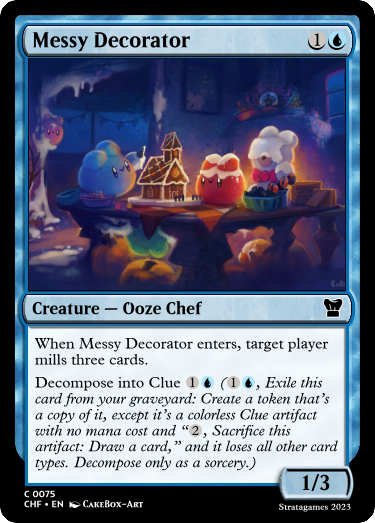 Messy Decorator 1
Creature — Ooze Chef
When Messy Decorator enters, target player
mills three cards.
Decompose into Clue 1 (1, Exile this
card from your graveyard: Create a token that's
a copy of it, except it's a colorless Clue artifact
with no mana cost and “2, Sacrifice this
artifact: Draw a card,” and it loses all other card
types. Decompose only as a sorcery.)
1/3
C 0075
CHF • EN CakeBox-Art
Stratagames 2023